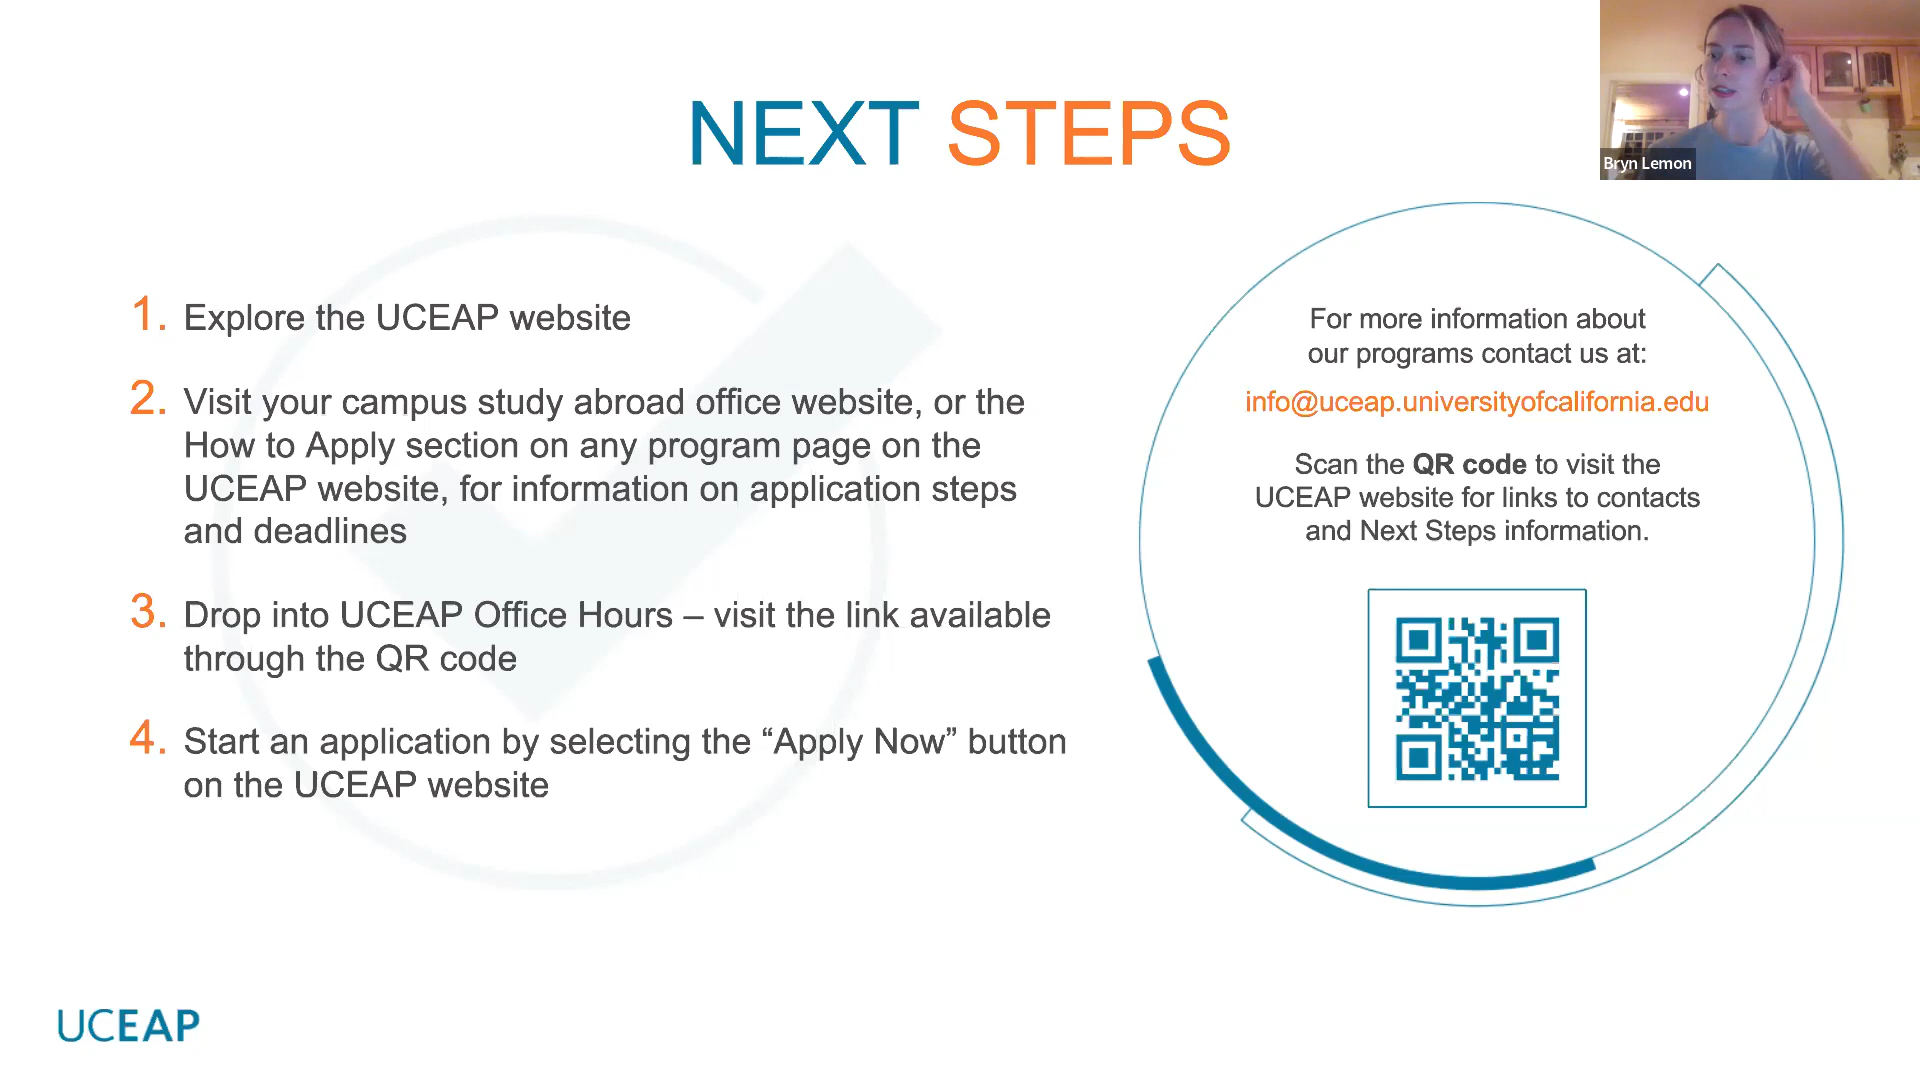 NEXT STEPS
Bryn Lemon
1. Explore the UCEAP website
2. Visit your campus study abroad office website, or the
How to Apply section on any program page on the
UCEAP website, for information on application steps
and deadlines
3. Drop into UCEAP Office Hours – visit the link available
through the QR code
4. Start an application by selecting the “Apply Now” button
on the UCEAP website
For more information about
our programs contact us at:
info@uceap.universityofcalifornia.edu
Scan the QR code to visit the
UCEAP website for links to contacts
and Next Steps information.
UCEAP